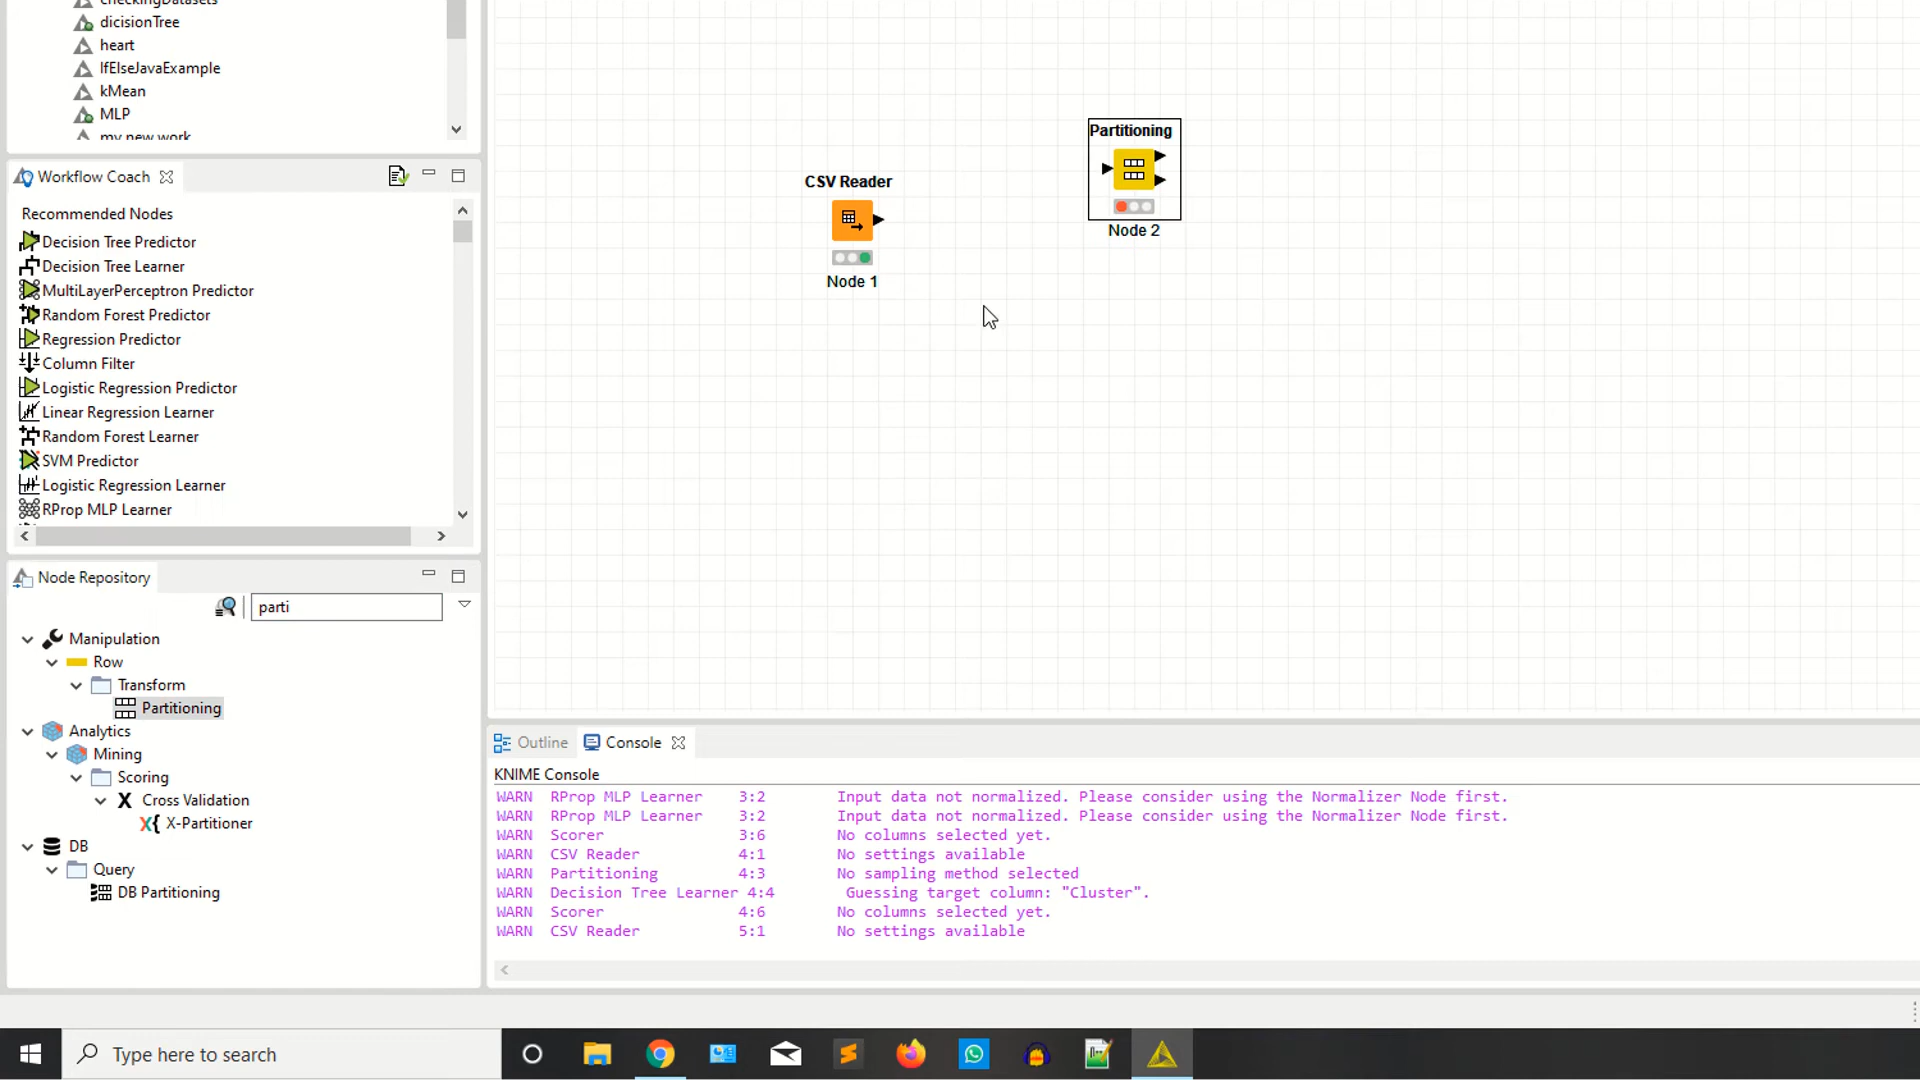 checkingDatasets
dicisionTree
heart
IfElseJavaExample
kMean
MLP
my new work
Workflow Coach
Recommended Nodes
Decision Tree Predictor
Decision Tree Learner
MultiLayerPerceptron Predictor
Random Forest Predictor
Regression Predictor
Column Filter
Logistic Regression Predictor
Linear Regression Learner
Random Forest Learner
SVM Predictor
Logistic Regression Learner
RProp MLP Learner
Node Repository
parti
Manipulation
Row
Transform
Partitioning
Analytics
Mining
Scoring
Cross Validation
X-Partitioner
DB
Query
DB Partitioning
CSV Reader
Node 1
Partitioning
Node 2
Outline
Console
KNIME Console
WARN RProp MLP Learner 3:2 Input data not normalized. Please consider using the Normalizer Node first.
WARN RProp MLP Learner 3:2 Input data not normalized. Please consider using the Normalizer Node first.
WARN Scorer 3:6 No columns selected yet.
WARN CSV Reader 4:1 No settings available
WARN Partitioning 4:3 No sampling method selected
WARN Decision Tree Learner 4:4 Guessing target column: "Cluster".
WARN Scorer 4:6 No columns selected yet.
WARN CSV Reader 5:1 No settings available
Type here to search